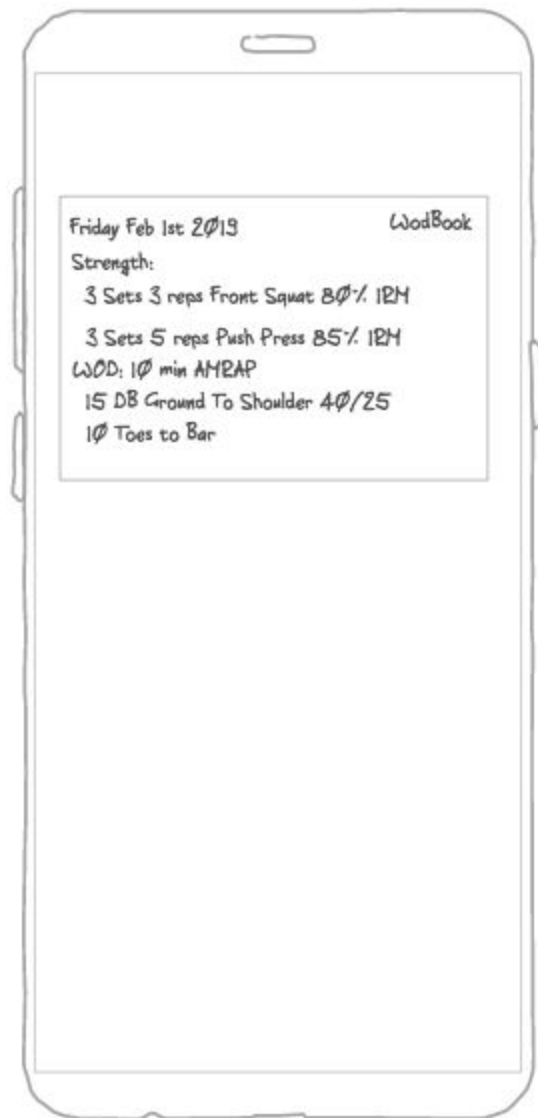 Friday Feb 1st 2019 WodBook
Strength:
3 Sets 3 reps Front Squat 80% 1RM
3 Sets 5 reps Push Press 85% 1RM
WOD: 10 min AMRAP
15 DB Ground To Shoulder 40/25
10 Toes to Bar